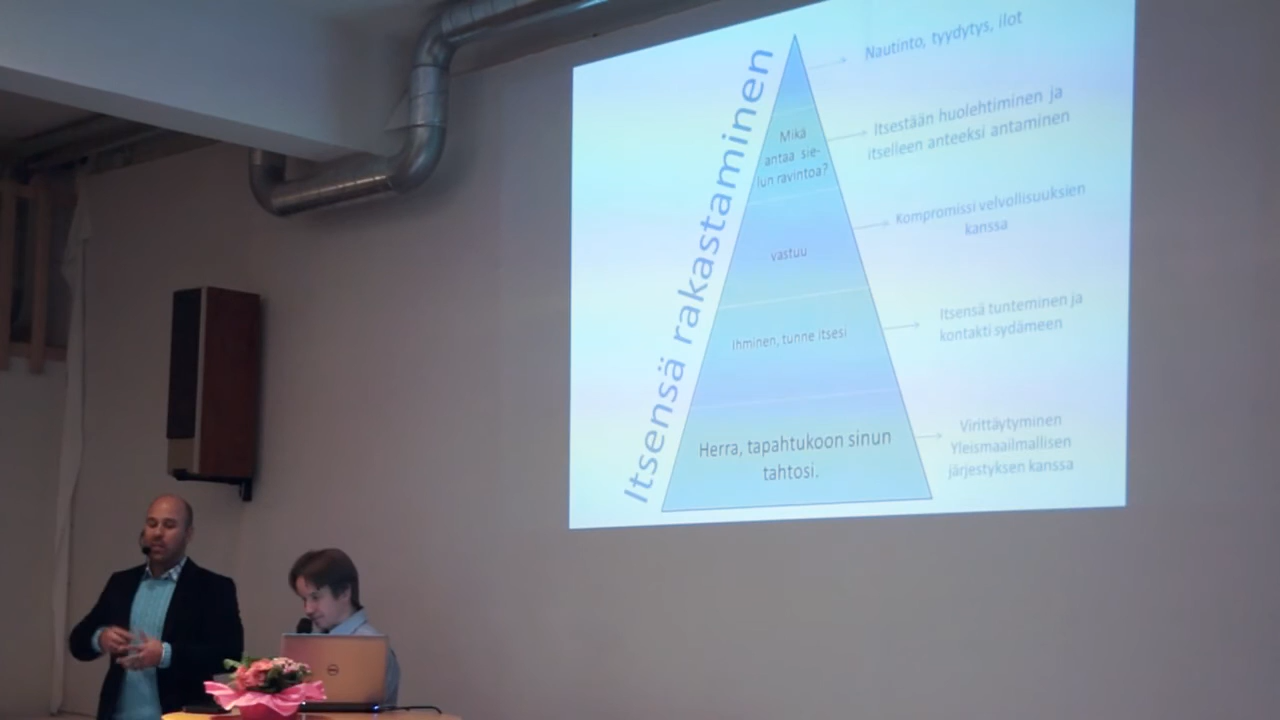 Itsensä rakastaminen
Nautinto, tyydytys, ilot
Mikä
antaa sie-
lun ravintoa?
Itsestään huolehtiminen ja
itselleen anteeksi antaminen
vastuu
Kompromissi velvollisuuksien
kanssa
Ihminen, tunne itsesi
Itsensä tunteminen ja
kontakti sydämeen
Herra, tapahtukoon sinun
tahtosi.
Virittäytyminen
Yleismaailmallisen
järjestyksen kanssa
DELL